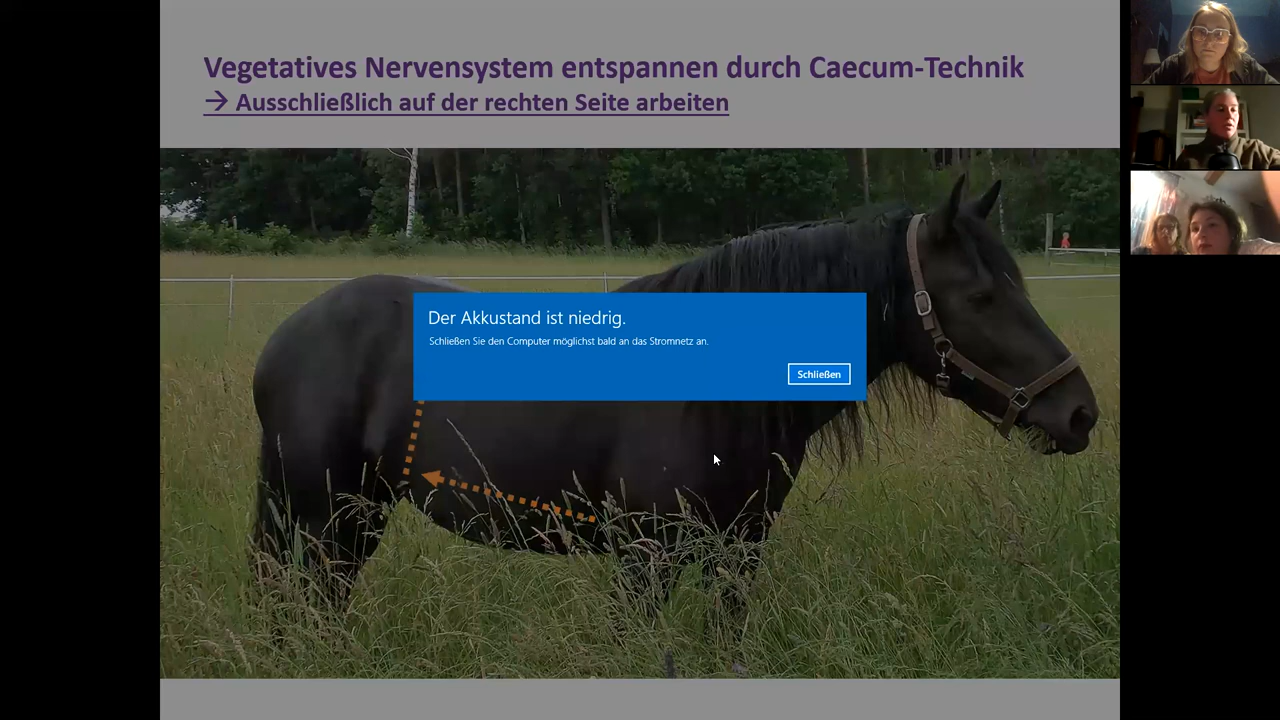 Vegetatives Nervensystem entspannen durch Caecum-Technik
→ Ausschließlich auf der rechten Seite arbeiten
Der Akkustand ist niedrig.
Schließen Sie den Computer möglichst bald an das Stromnetz an.
Schließen